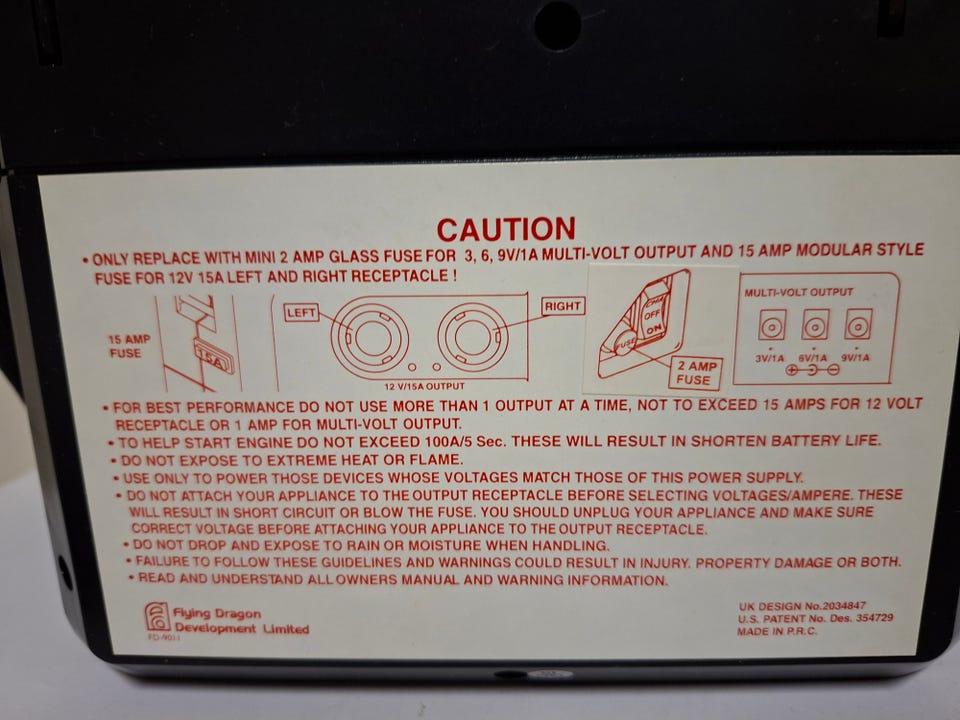 CAUTION
• ONLY REPLACE WITH MINI 2 AMP GLASS FUSE FOR 3, 6, 9V/1A MULTI-VOLT OUTPUT AND 15 AMP MODULAR STYLE
FUSE FOR 12V 15A LEFT AND RIGHT RECEPTACLE !
15 AMP
FUSE
15A
LEFT
RIGHT
12 V/15A OUTPUT
OFF
ON
FUSE
2 AMP
FUSE
MULTI-VOLT OUTPUT
3V/1A 6V/1A 9V/1A
• FOR BEST PERFORMANCE DO NOT USE MORE THAN 1 OUTPUT AT A TIME, NOT TO EXCEED 15 AMPS FOR 12 VOLT
RECEPTACLE OR 1 AMP FOR MULTI-VOLT OUTPUT.
• TO HELP START ENGINE DO NOT EXCEED 100A/5 Sec. THESE WILL RESULT IN SHORTEN BATTERY LIFE.
• DO NOT EXPOSE TO EXTREME HEAT OR FLAME.
• USE ONLY TO POWER THOSE DEVICES WHOSE VOLTAGES MATCH THOSE OF THIS POWER SUPPLY.
• DO NOT ATTACH YOUR APPLIANCE TO THE OUTPUT RECEPTACLE BEFORE SELECTING VOLTAGES/AMPERE. THESE
WILL RESULT IN SHORT CIRCUIT OR BLOW THE FUSE. YOU SHOULD UNPLUG YOUR APPLIANCE AND MAKE SURE
CORRECT VOLTAGE BEFORE ATTACHING YOUR APPLIANCE TO THE OUTPUT RECEPTACLE.
• DO NOT DROP AND EXPOSE TO RAIN OR MOISTURE WHEN HANDLING.
• FAILURE TO FOLLOW THESE GUIDELINES AND WARNINGS COULD RESULT IN INJURY. PROPERTY DAMAGE OR BOTH.
• READ AND UNDERSTAND ALL OWNERS MANUAL AND WARNING INFORMATION.
Flying Dragon
Development Limited
FD-9011
UK DESIGN No.2034847
U.S. PATENT No. Des. 354729
MADE IN P.R.C.